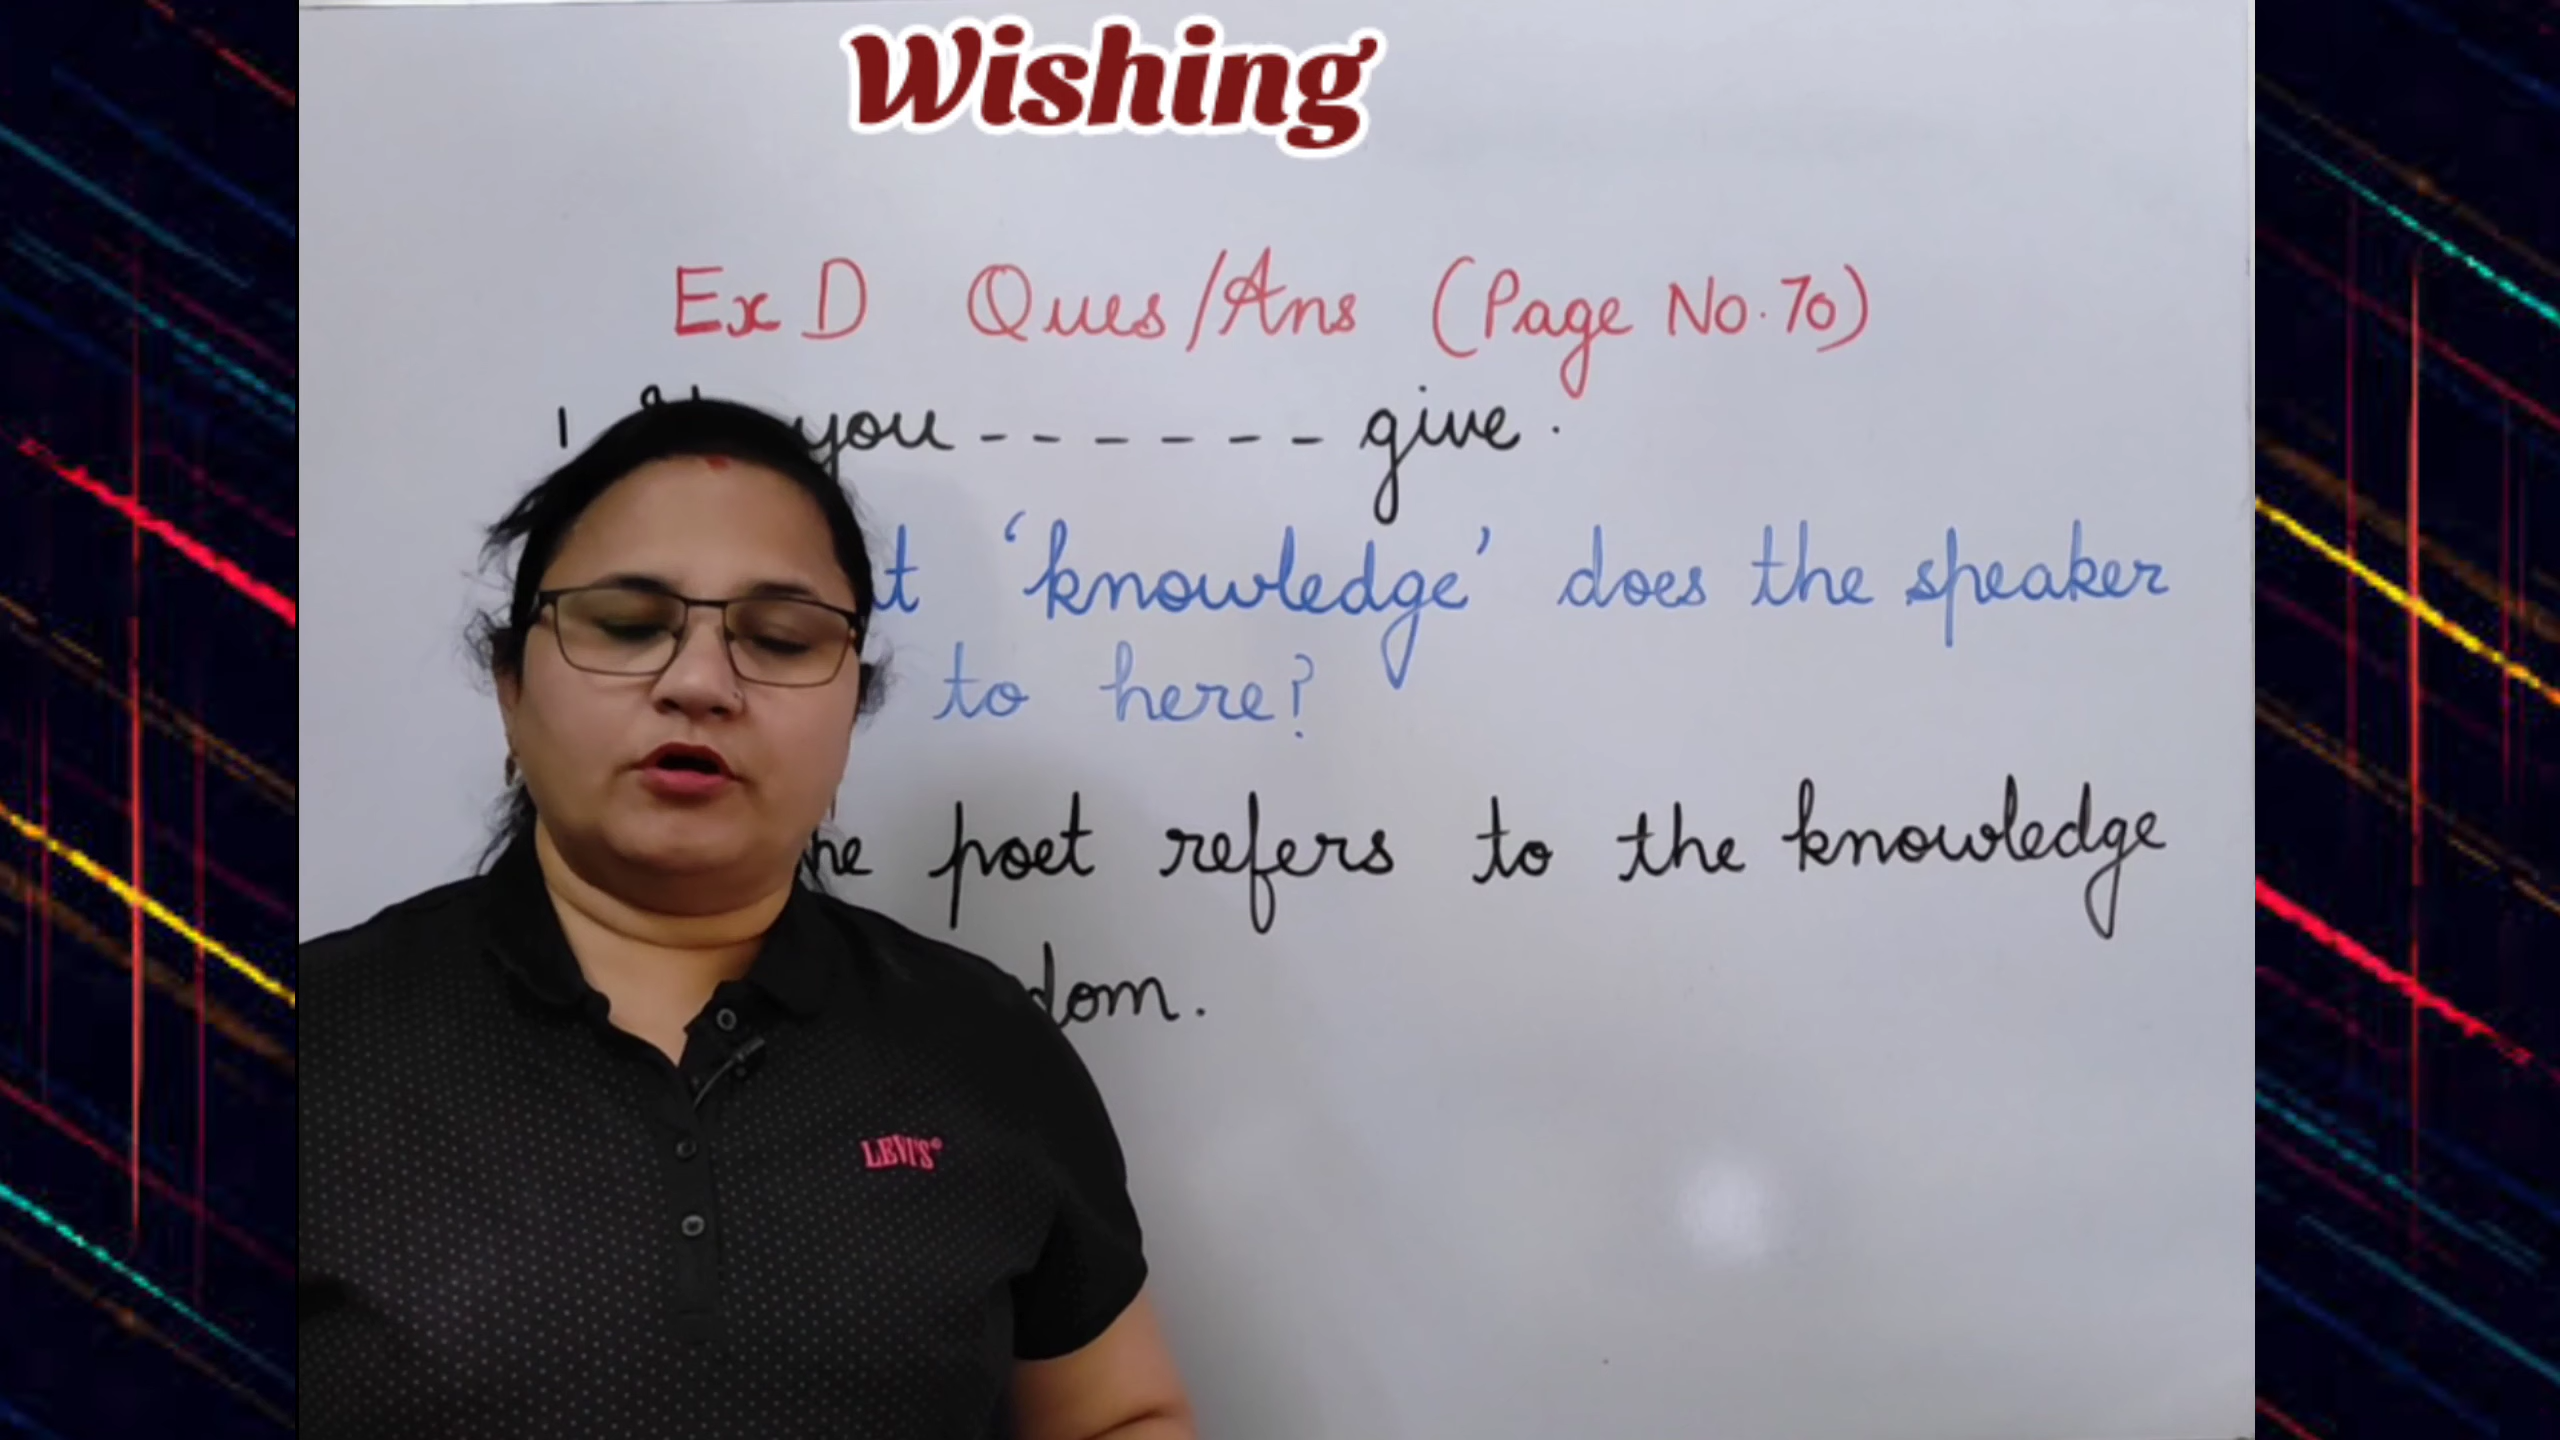 Wishing
Ex D Ques/Ans (Page No. 70)
1 you ------ give.
'knowledge' does the speaker
to here?
poet refers to the knowledge
LEVI'S